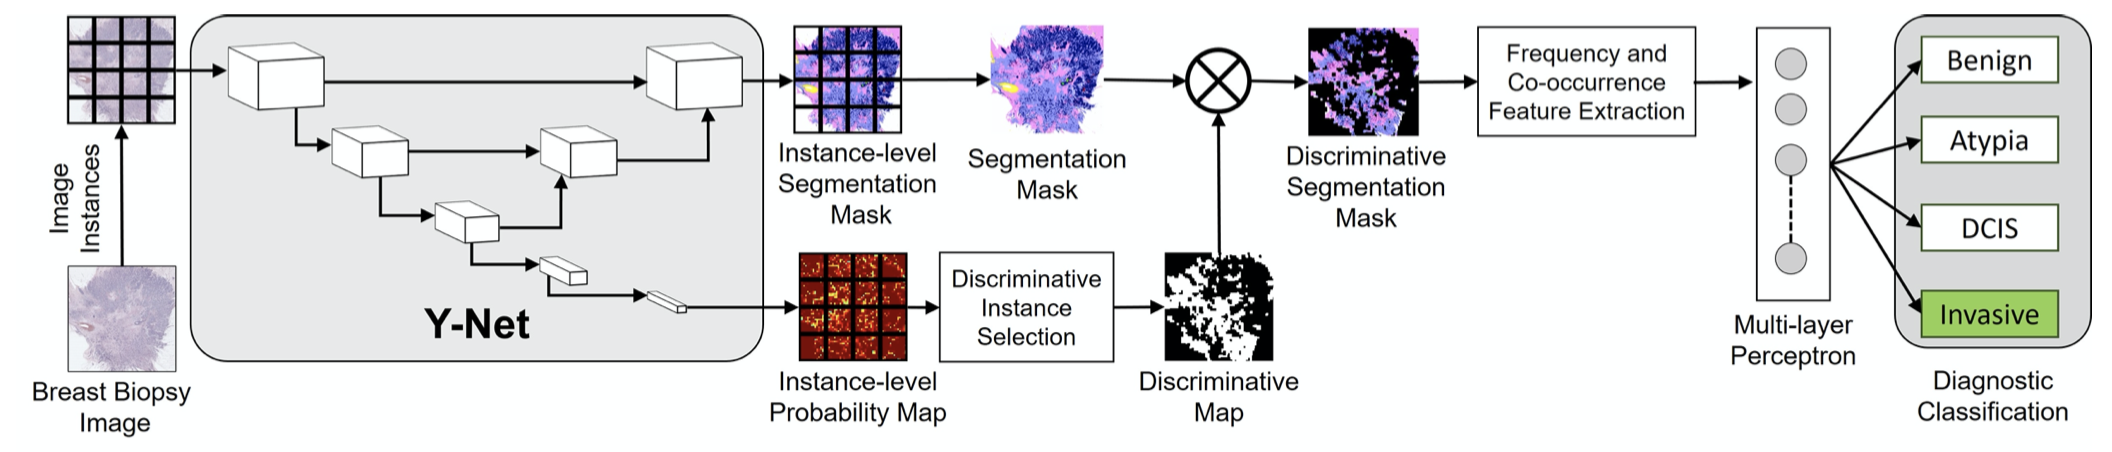 Image
Instances
Breast Biopsy
Image
Y-Net
Instance-level
Segmentation
Mask
Segmentation
Mask
Instance-level
Probability Map
Discriminative
Instance
Selection
Discriminative
Map
Discriminative
Segmentation
Mask
Frequency and
Co-occurrence
Feature Extraction
Multi-layer
Perceptron
Benign
Atypia
DCIS
Invasive
Diagnostic
Classification